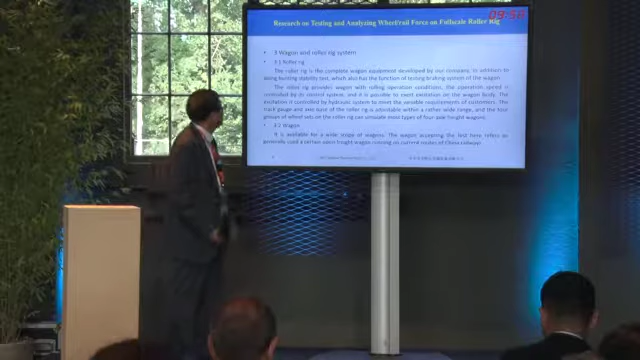 09:58
Research on Testing and Analyzing Wheel/rail Force on Fullscale Roller Rig
• 3 Wagon and roller rig system
• 3.1 Roller rig
The roller rig is the complete wagon equipment developed by our company. In addition to
doing hunting stability test, which also has the function of testing braking system of the wagon.
The roller rig provides wagon with rolling operation conditions, the operation speed is
controlled by its control system, and it is possible to exert excitation on the wagon body. The
excitation is controlled by hydraulic system to meet the variable requirements of customers. The
track gauge and axle base of the roller rig is adjustable within a rather wide range, and the four
groups of wheel sets on the roller rig can simulate most types of four axle freight wagons.
• 3.2 Wagon
It is available for a wide scope of wagons. The wagon accepting the test here refers to
generally used a certain open freight wagon running on current routes of China railway.